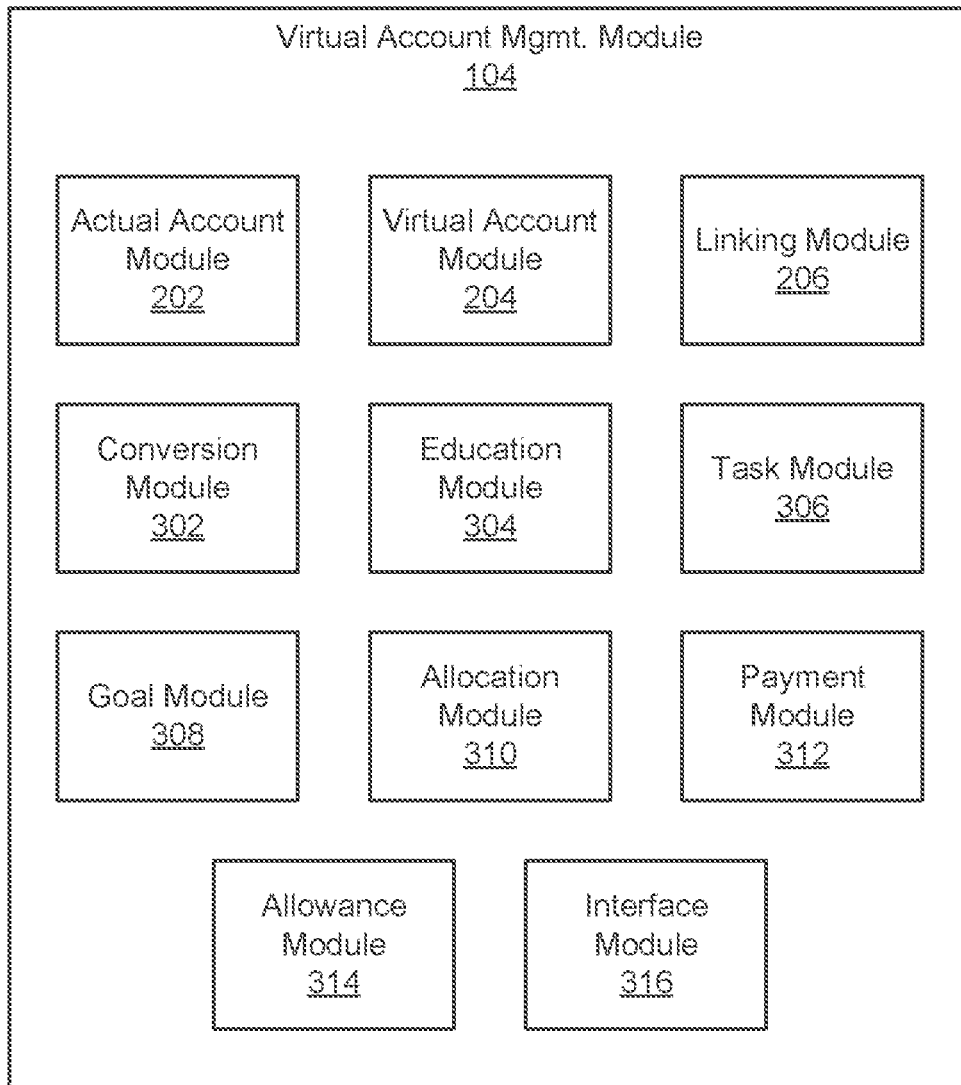 Virtual Account Mgmt. Module
104
Actual Account
Module
202
Virtual Account
Module
204
Linking Module
206
Conversion
Module
302
Education
Module
304
Task Module
306
Goal Module
308
Allocation
Module
310
Payment
Module
312
Allowance
Module
314
Interface
Module
316